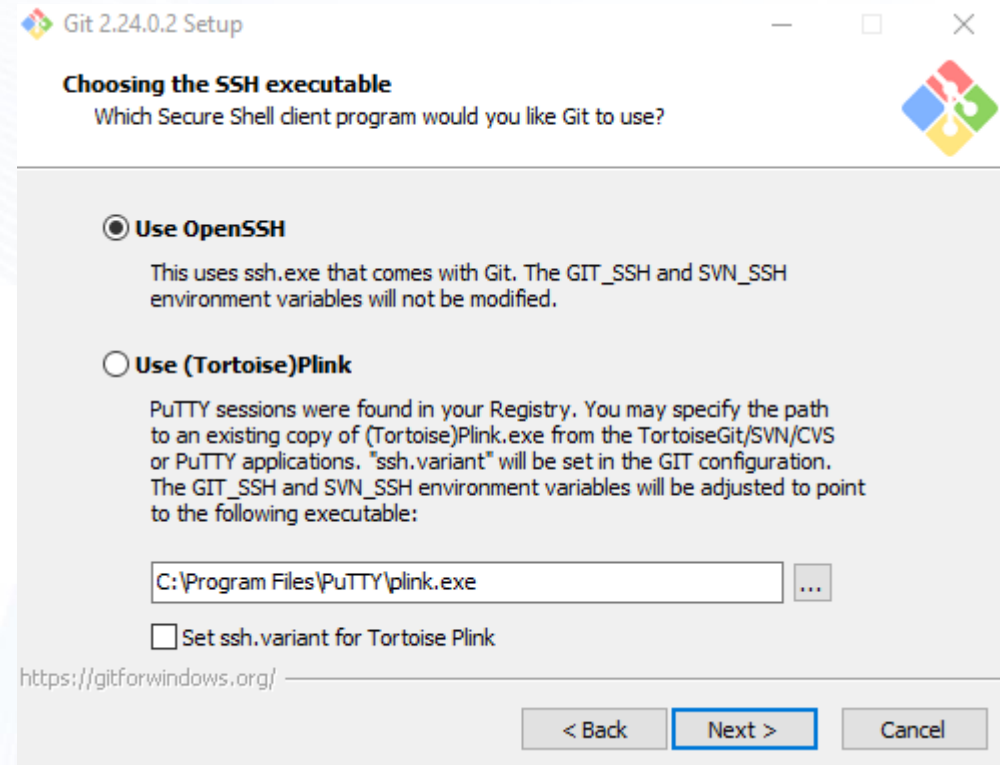 Git 2.24.0.2 Setup
Choosing the SSH executable
Which Secure Shell client program would you like Git to use?
Use OpenSSH
This uses ssh.exe that comes with Git. The GIT_SSH and SVN_SSH
environment variables will not be modified.
Use (Tortoise)Plink
PuTTY sessions were found in your Registry. You may specify the path
to an existing copy of (Tortoise)Plink.exe from the TortoiseGit/SVN/CVS
or PuTTY applications. "ssh.variant" will be set in the GIT configuration.
The GIT_SSH and SVN_SSH environment variables will be adjusted to point
to the following executable:
C:\Program Files\PuTTY\plink.exe
...
Set ssh.variant for Tortoise Plink
https://gitforwindows.org/
< Back Next > Cancel